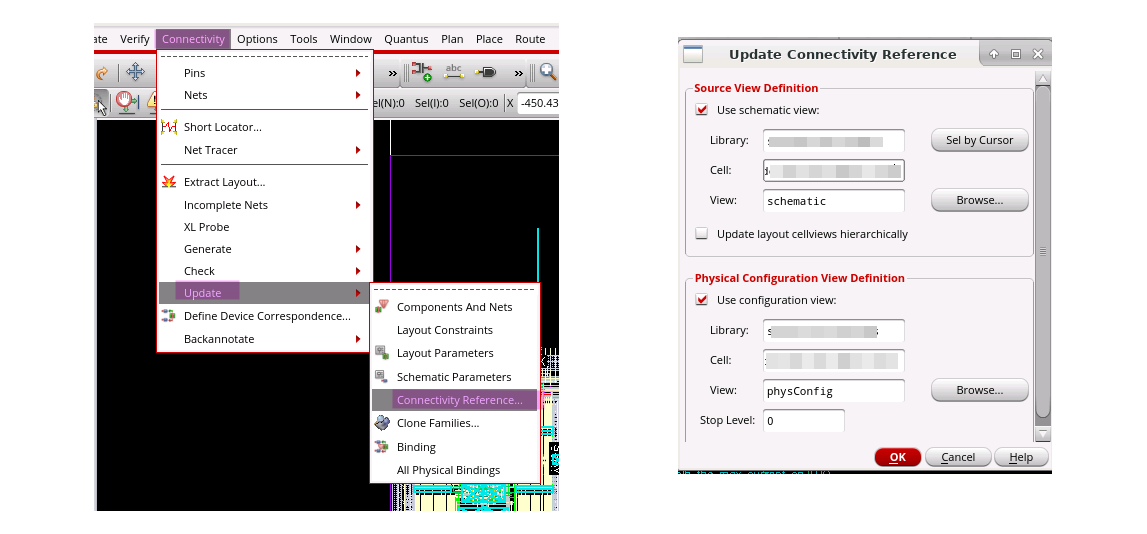 ate Verify Connectivity Options Tools Window Quantus Plan Place Route
Pins
Nets
abc
el(N):0 Sel(I):0 Sel(O):0 X -450.43
Short Locator...
Net Tracer
Extract Layout...
Incomplete Nets
XL Probe
Generate
Check
Update
Define Device Correspondence...
Backannotate
Components And Nets
Layout Constraints
Layout Parameters
Schematic Parameters
Connectivity Reference...
Clone Families...
Binding
All Physical Bindings
Update Connectivity Reference
Source View Definition
Use schematic view:
Library:
Sel by Cursor
Cell:
View: schematic
Browse...
Update layout cellviews hierarchically
Physical Configuration View Definition
Use configuration view:
Library: s
Cell:
View: physConfig
Browse...
Stop Level: 0
OK Cancel Help